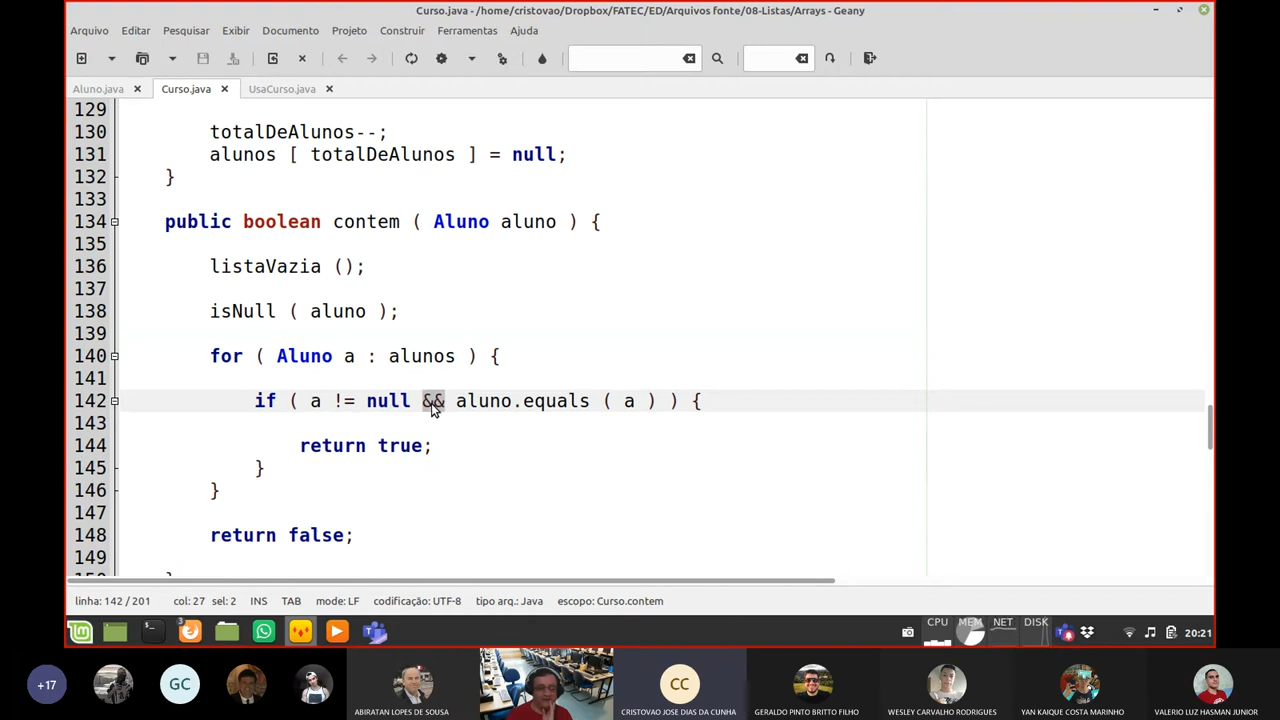 Curso.java - /home/cristovao/Dropbox/FATEC/ED/Arquivos fonte/08-Listas/Arrays - Geany
Arquivo Editar Pesquisar Exibir Documento Projeto Construir Ferramentas Ajuda
Aluno.java Curso.java UsaCurso.java
129
130 totalDeAlunos--;
131 alunos [ totalDeAlunos ] = null;
132 }
133
134 public boolean contem ( Aluno aluno ) {
135
136 listaVazia ();
137
138 isNull ( aluno );
139
140 for ( Aluno a : alunos ) {
141
142 if ( a != null && aluno.equals ( a ) ) {
143
144 return true;
145 }
146 }
147
148 return false;
149
linha: 142 / 201 col: 27 sel: 2 INS TAB mode: LF codificação: UTF-8 tipo arq.: Java escopo: Curso.contem
3 CPU MEM NET DISK 20:21
+17 GC CC
ABIRATAN LOPES DE SOUSA CRISTOVAO JOSE DIAS DA CUNHA GERALDO PINTO BRITTO FILHO WESLEY CARVALHO RODRIGUES YAN KAIQUE COSTA MARINHO VALERIO LUZ HASMAN JUNIOR